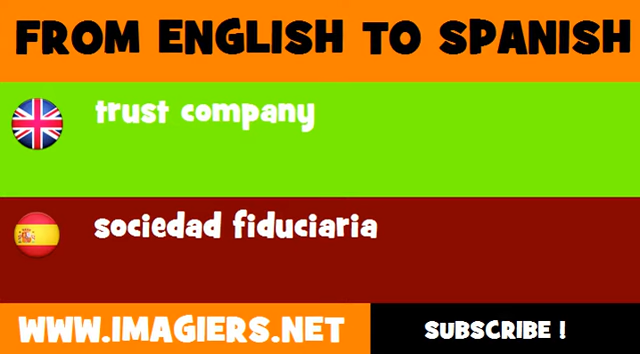 FROM ENGLISH TO SPANISH
trust company
sociedad fiduciaria
WWW.IMAGIERS.NET
SUBSCRIBE !